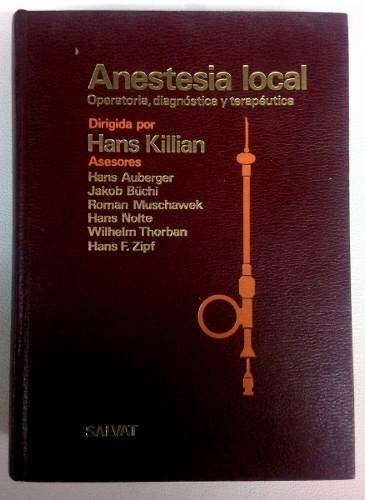 Anestesia local
Operatoria, diagnóstica y terapéutica
Dirigida por
Hans Killian
Asesores
Hans Auberger
Jakob Büchi
Roman Muschawek
Hans Nolte
Wilhelm Thorban
Hans F. Zipf
SALVAT